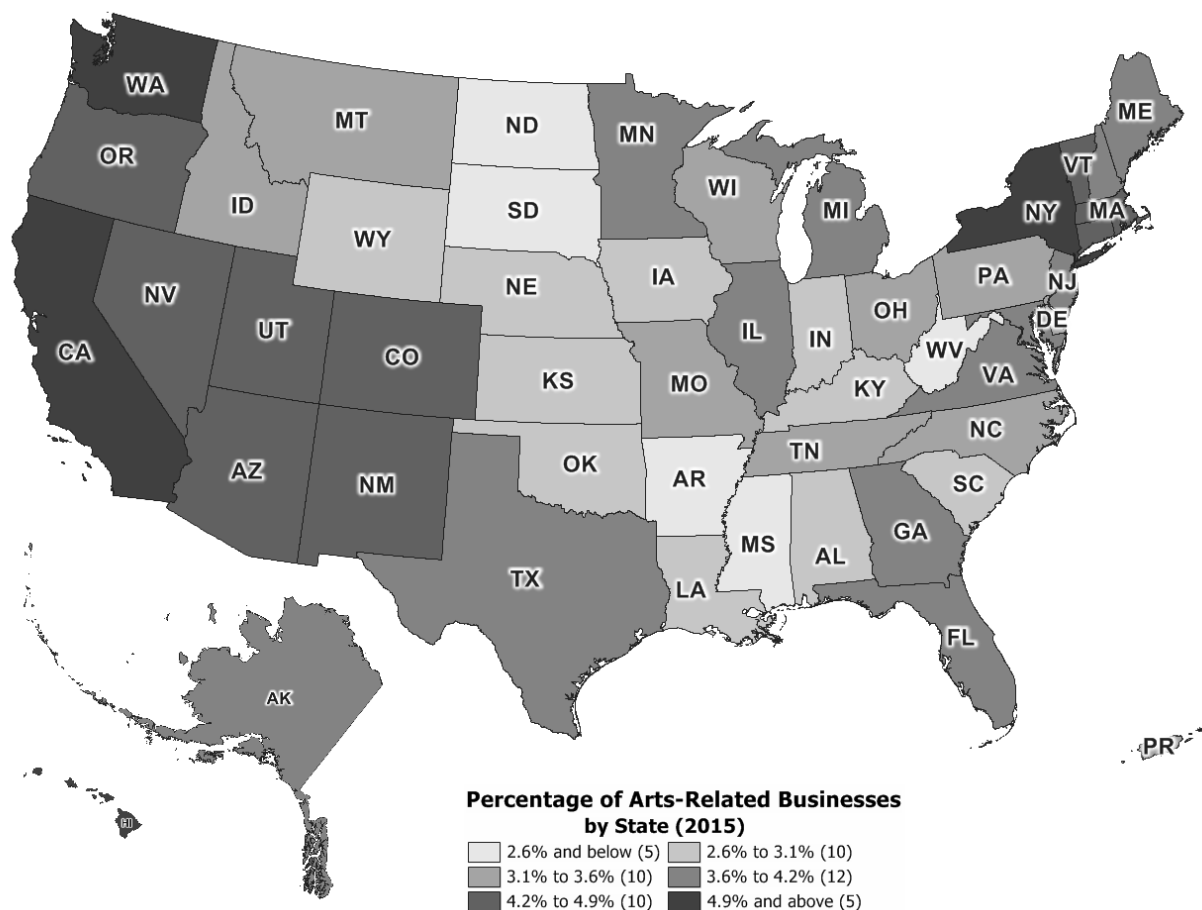 WA
MT
ND
MN
ME
OR
ID
WI
VT
SD
MI
NY
MA
WY
IA
PA
NJ
NE
NV
OH
DE
UT
IL
IN
CA
CO
WV
VA
KS
MO
KY
NC
TN
AZ
OK
NM
AR
SC
GA
MS
AL
TX
LA
FL
AK
PR
HI
Percentage of Arts-Related Businesses
by State (2015)
2.6% and below (5) 2.6% to 3.1% (10)
3.1% to 3.6% (10) 3.6% to 4.2% (12)
4.2% to 4.9% (10) 4.9% and above (5)